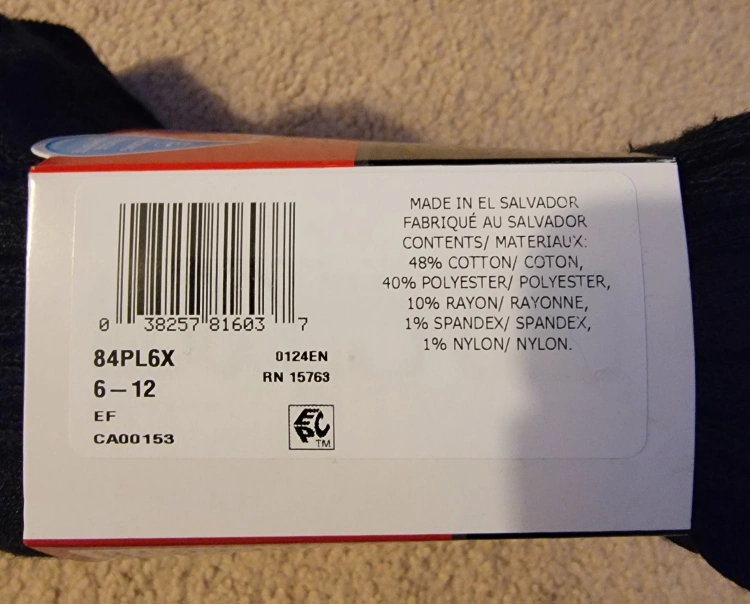 0 38257 81603 7
84PL6X
6-12
EF
CA00153
0124EN
RN 15763
EPC
TM
MADE IN EL SALVADOR
FABRIQUÉ AU SALVADOR
CONTENTS/ MATERIAUX:
48% COTTON/ COTON,
40% POLYESTER/ POLYESTER,
10% RAYON/ RAYONNE,
1% SPANDEX/ SPANDEX,
1% NYLON/ NYLON.